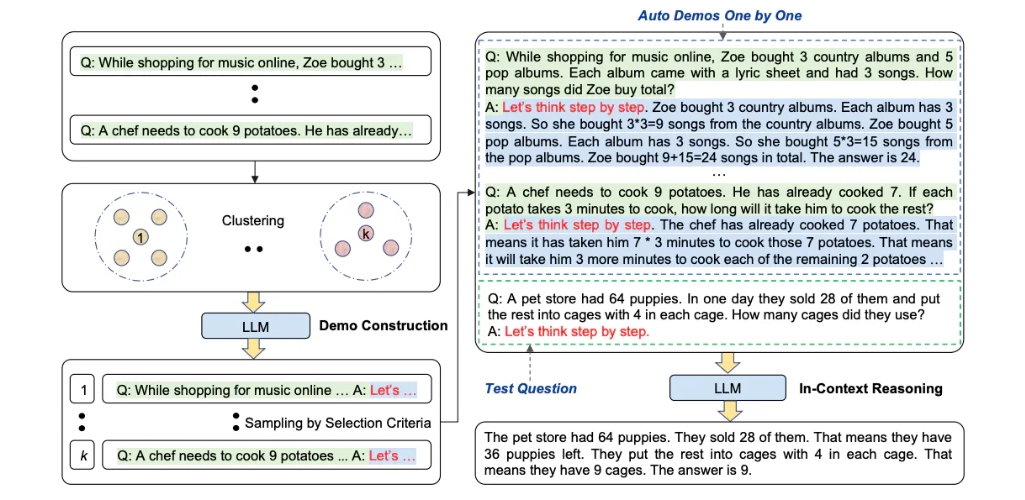 Auto Demos One by One
Q: While shopping for music online, Zoe bought 3 ...
Q: A chef needs to cook 9 potatoes. He has already...
Clustering
1
k
LLM
Demo Construction
1
Q: While shopping for music online ... A: Let's ...
Sampling by Selection Criteria
k
Q: A chef needs to cook 9 potatoes ... A: Let's ...
Q: While shopping for music online, Zoe bought 3 country albums and 5
pop albums. Each album came with a lyric sheet and had 3 songs. How
many songs did Zoe buy total?
A: Let's think step by step. Zoe bought 3 country albums. Each album has 3
songs. So she bought 3*3=9 songs from the country albums. Zoe bought 5
pop albums. Each album has 3 songs. So she bought 5*3=15 songs from
the pop albums. Zoe bought 9+15=24 songs in total. The answer is 24.
...
Q: A chef needs to cook 9 potatoes. He has already cooked 7. If each
potato takes 3 minutes to cook, how long will it take him to cook the rest?
A: Let's think step by step. The chef has already cooked 7 potatoes. That
means it has taken him 7 * 3 minutes to cook those 7 potatoes. That means
it will take him 3 more minutes to cook each of the remaining 2 potatoes ...
Q: A pet store had 64 puppies. In one day they sold 28 of them and put
the rest into cages with 4 in each cage. How many cages did they use?
A: Let's think step by step.
Test Question
LLM
In-Context Reasoning
The pet store had 64 puppies. They sold 28 of them. That means they have
36 puppies left. They put the rest into cages with 4 in each cage. That
means they have 9 cages. The answer is 9.